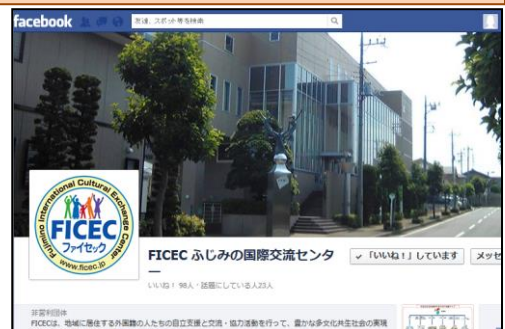 facebook
友達、スポット等を検索
Fujimino International Cultural Exchange Center
FICEC
ファイセック
www.ficec.jp
FICEC ふじみの国際交流センタ
ー
「いいね!」しています
メッセ
いいね! 98人・話題にしている人23人
非営利団体
FICECは、地域に居住する外国籍の人たちの自立支援と交流・協力活動を行って、豊かな多文化共生社会の実現